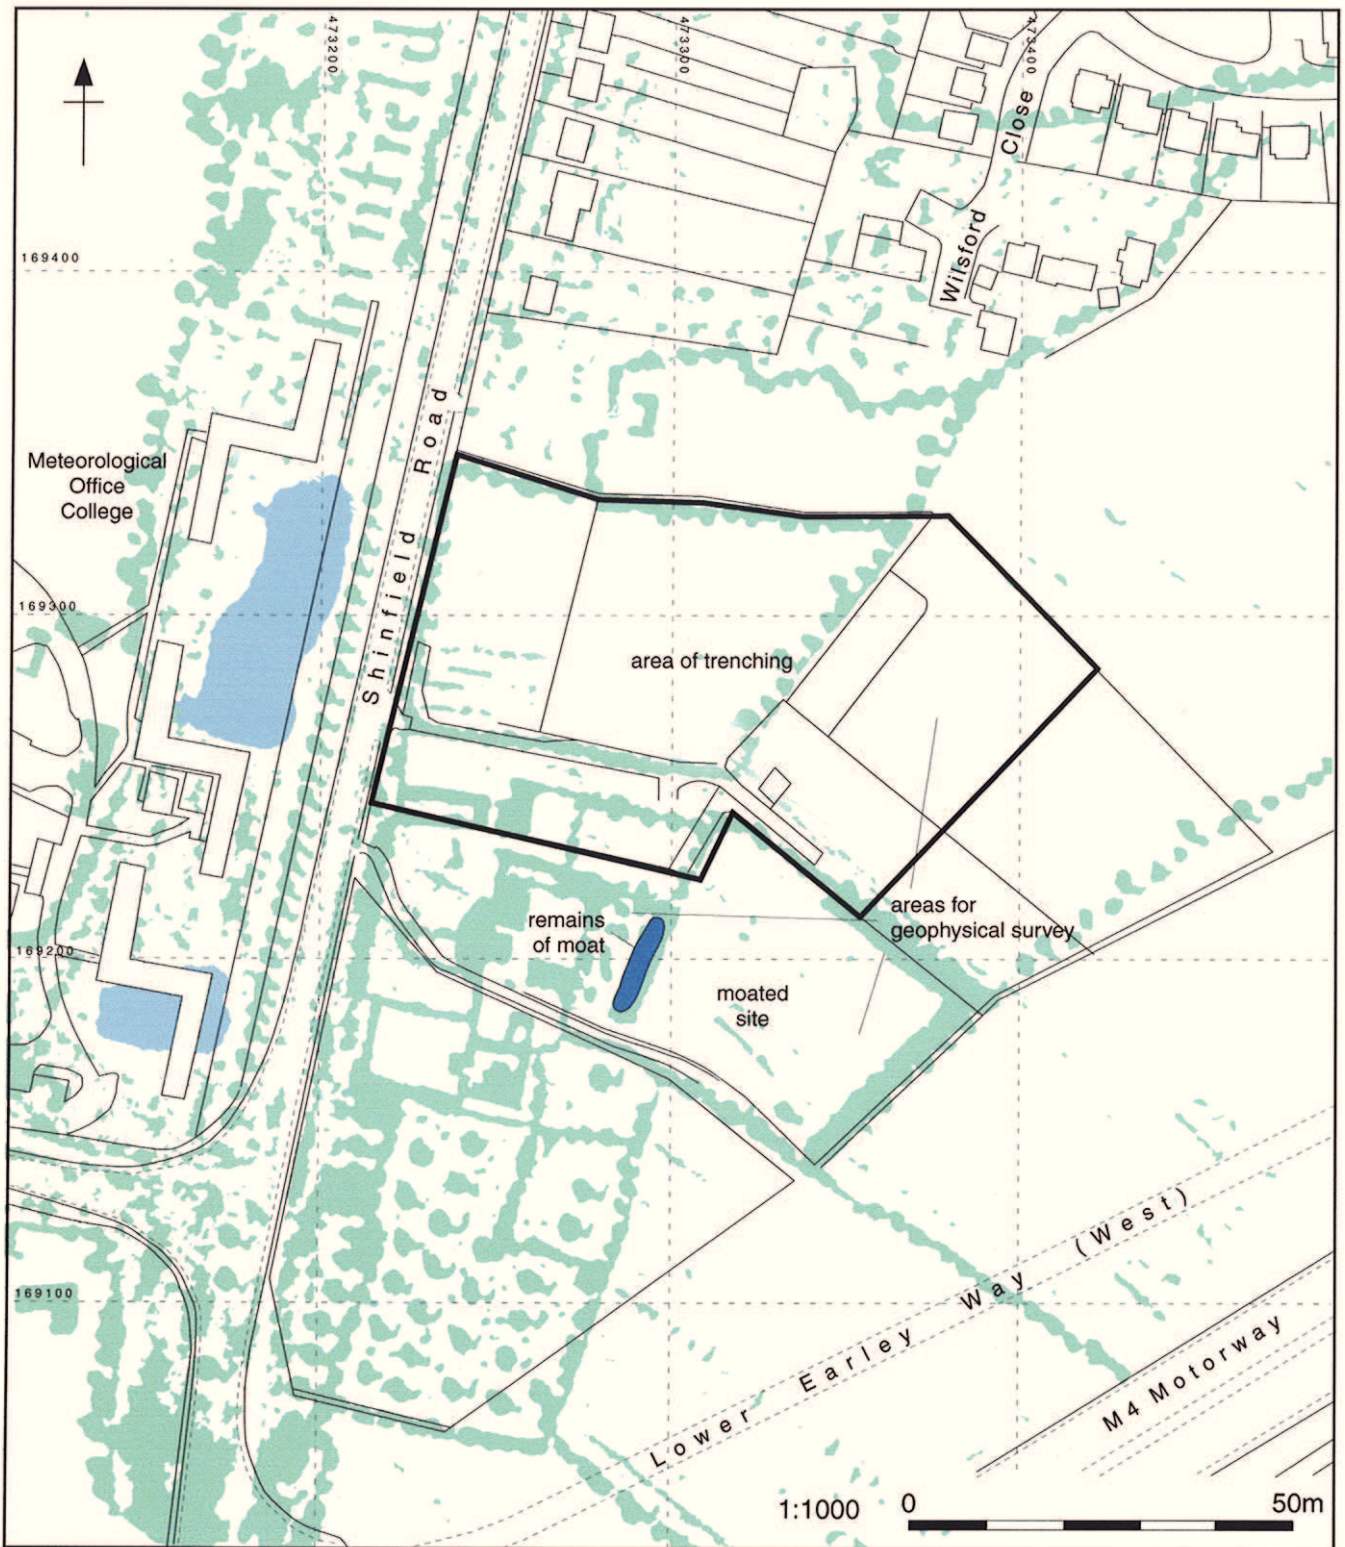 473200
473300
473400
Wilsford Close
169400
Shinfield Road
Meteorological
Office
College
169300
area of trenching
remains
of moat
areas for
geophysical survey
169200
moated
site
169100
Lower Earley Way (West)
M4 Motorway
1:1000
0
50m